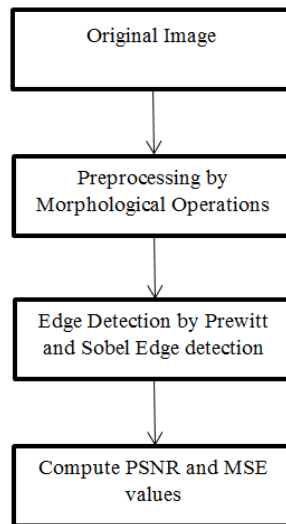 Original Image
Preprocessing by
Morphological Operations
Edge Detection by Prewitt
and Sobel Edge detection
Compute PSNR and MSE
values